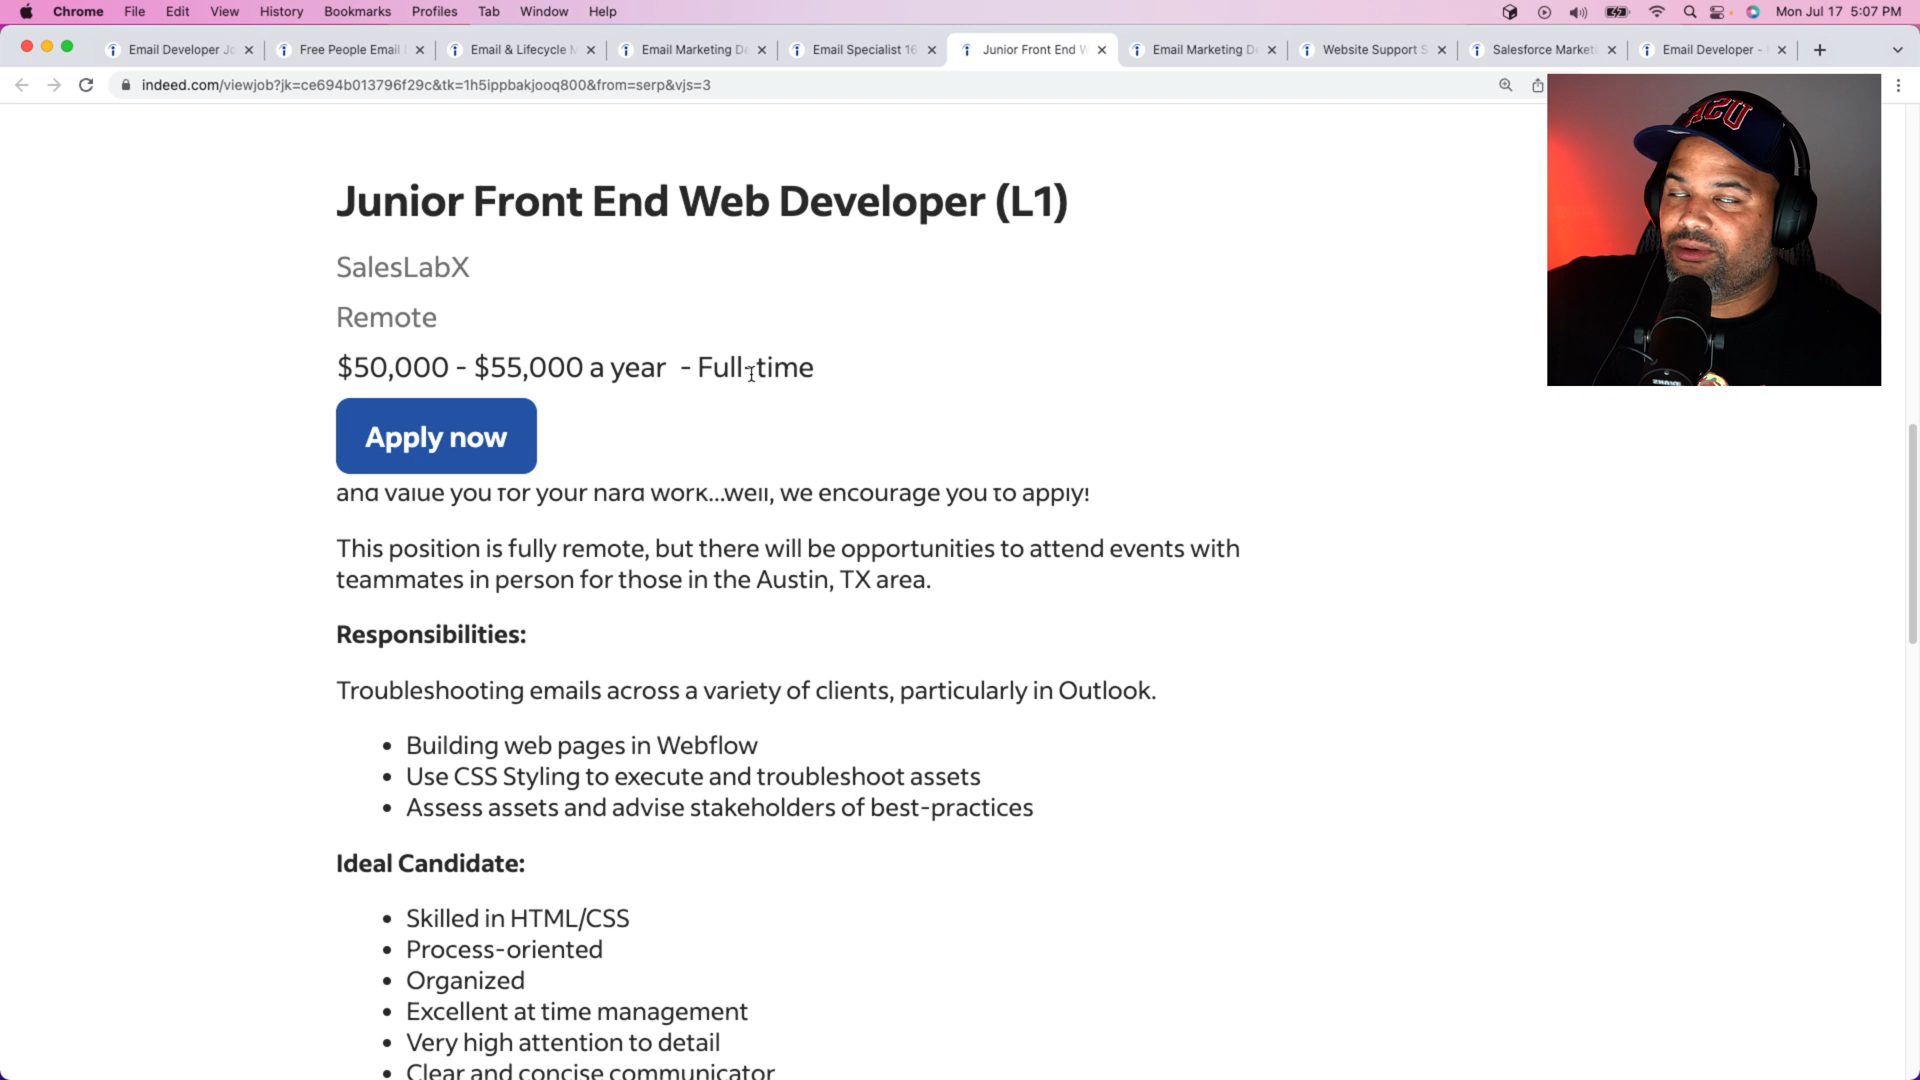 Chrome File Edit View History Bookmarks Profiles Tab Window Help Mon Jul 17 5:07 PM
Email Developer Jo Free People Email Email & Lifecycle M Email Marketing De Email Specialist 16 Junior Front End W Email Marketing D Website Support S Salesforce Market Email Developer -
indeed.com/viewjob?jk=ce694b013796f29c&tk=1h5ippbakjooq800&from=serp&vjs=3
Junior Front End Web Developer (L1)
SalesLabX
Remote
$50,000 - $55,000 a year - Full-time
Apply now
and value you for your hard work...well, we encourage you to apply!
This position is fully remote, but there will be opportunities to attend events with
teammates in person for those in the Austin, TX area.
Responsibilities:
Troubleshooting emails across a variety of clients, particularly in Outlook.
• Building web pages in Webflow
• Use CSS Styling to execute and troubleshoot assets
• Assess assets and advise stakeholders of best-practices
Ideal Candidate:
• Skilled in HTML/CSS
• Process-oriented
• Organized
• Excellent at time management
• Very high attention to detail
• Clear and concise communicator